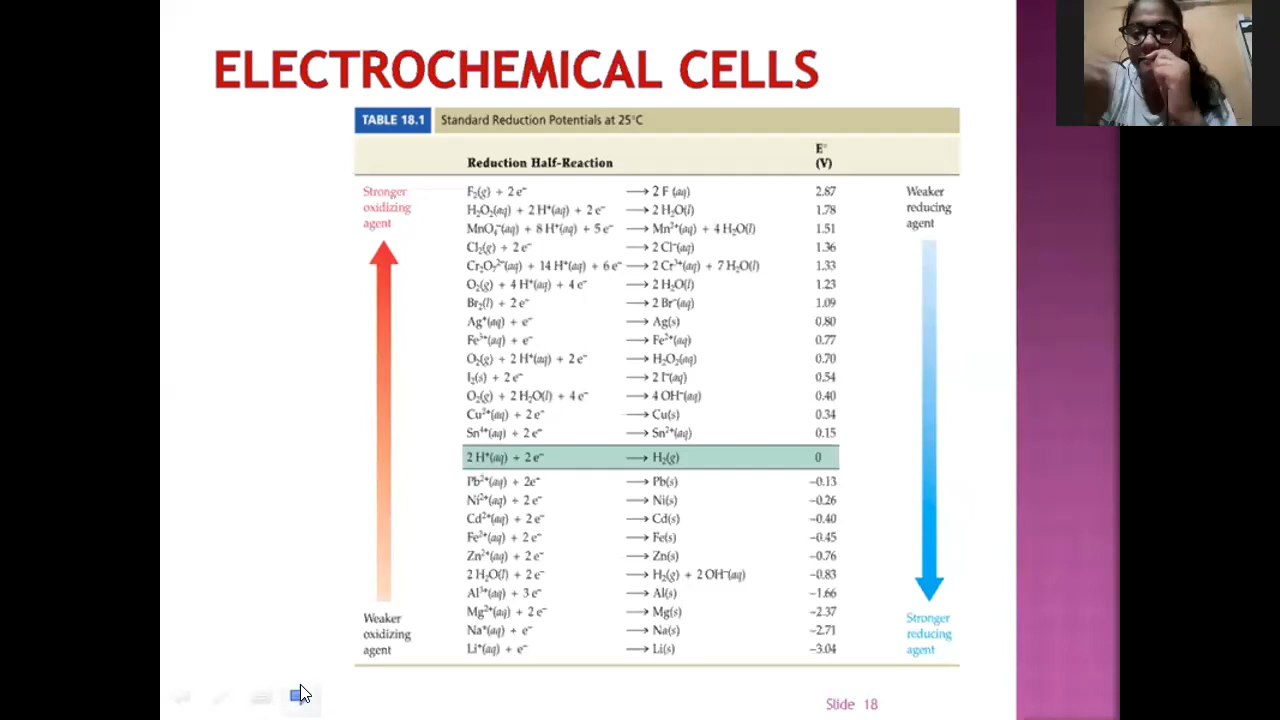 ELECTROCHEMICAL CELLS
TABLE 18.1 Standard Reduction Potentials at 25°C
Reduction Half-Reaction E° (V)
Stronger oxidizing agent
Weaker reducing agent
F₂(g) + 2 e⁻ ⟶ 2 F (aq) 2.87
H₂O₂(aq) + 2 H⁺(aq) + 2 e⁻ ⟶ 2 H₂O(l) 1.78
MnO₄⁻(aq) + 8 H⁺(aq) + 5 e⁻ ⟶ Mn²⁺(aq) + 4 H₂O(l) 1.51
Cl₂(g) + 2 e⁻ ⟶ 2 Cl⁻(aq) 1.36
Cr₂O₇²⁻(aq) + 14 H⁺(aq) + 6 e⁻ ⟶ 2 Cr³⁺(aq) + 7 H₂O(l) 1.33
O₂(g) + 4 H⁺(aq) + 4 e⁻ ⟶ 2 H₂O(l) 1.23
Br₂(l) + 2 e⁻ ⟶ 2 Br⁻(aq) 1.09
Ag⁺(aq) + e⁻ ⟶ Ag(s) 0.80
Fe³⁺(aq) + e⁻ ⟶ Fe²⁺(aq) 0.77
O₂(g) + 2 H⁺(aq) + 2 e⁻ ⟶ H₂O₂(aq) 0.70
I₂(s) + 2 e⁻ ⟶ 2 I⁻(aq) 0.54
O₂(g) + 2 H₂O(l) + 4 e⁻ ⟶ 4 OH⁻(aq) 0.40
Cu²⁺(aq) + 2 e⁻ ⟶ Cu(s) 0.34
Sn⁴⁺(aq) + 2 e⁻ ⟶ Sn²⁺(aq) 0.15
2 H⁺(aq) + 2 e⁻ ⟶ H₂(g) 0
Pb²⁺(aq) + 2e⁻ ⟶ Pb(s) −0.13
Ni²⁺(aq) + 2 e⁻ ⟶ Ni(s) −0.26
Cd²⁺(aq) + 2 e⁻ ⟶ Cd(s) −0.40
Fe²⁺(aq) + 2 e⁻ ⟶ Fe(s) −0.45
Zn²⁺(aq) + 2 e⁻ ⟶ Zn(s) −0.76
2 H₂O(l) + 2 e⁻ ⟶ H₂(g) + 2 OH⁻(aq) −0.83
Al³⁺(aq) + 3 e⁻ ⟶ Al(s) −1.66
Mg²⁺(aq) + 2 e⁻ ⟶ Mg(s) −2.37
Na⁺(aq) + e⁻ ⟶ Na(s) −2.71
Li⁺(aq) + e⁻ ⟶ Li(s) −3.04
Weaker oxidizing agent
Stronger reducing agent
Slide 18